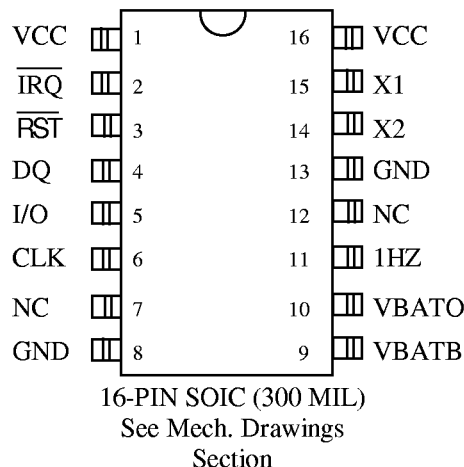 VCC 1 16 VCC
IRQ 2 15 X1
RST 3 14 X2
DQ 4 13 GND
I/O 5 12 NC
CLK 6 11 1HZ
NC 7 10 VBATO
GND 8 9 VBATB
16-PIN SOIC (300 MIL)
See Mech. Drawings
Section